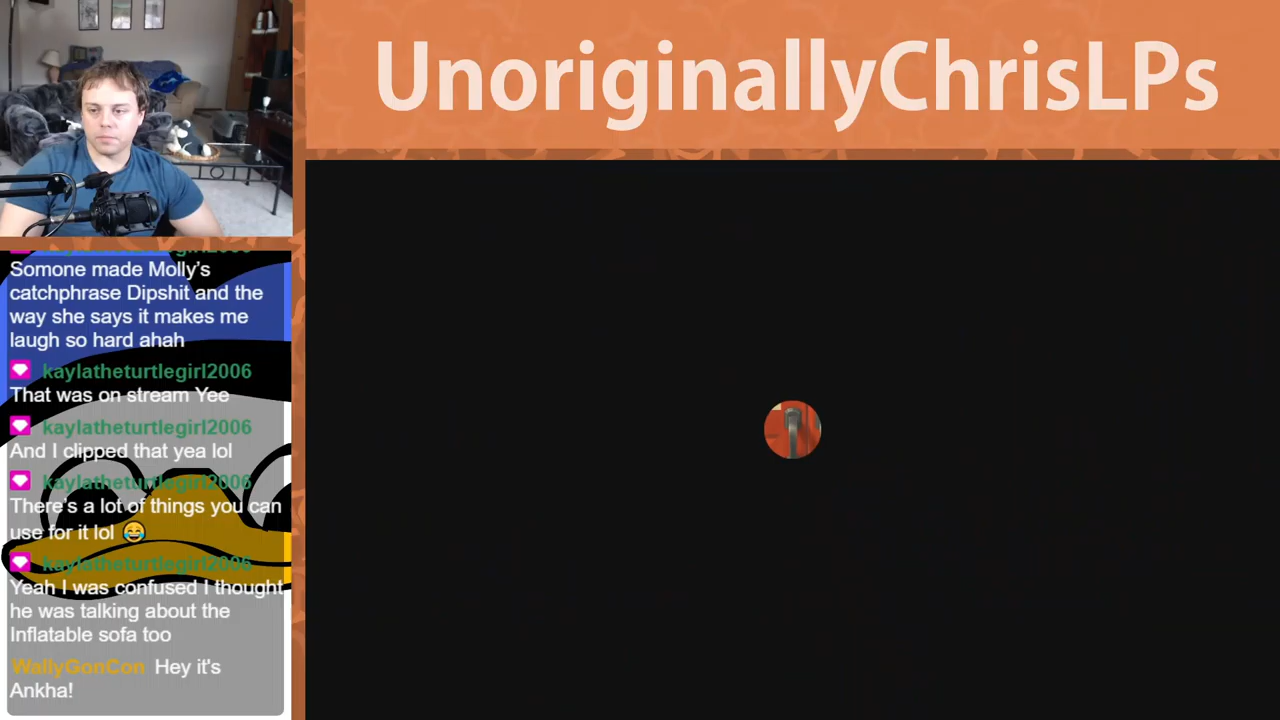 UnoriginallyChrisLPs
Somone made Molly's
catchphrase Dipshit and the
way she says it makes me
laugh so hard ahah
kaylatheturtlegirl2006
That was on stream Yee
kaylatheturtlegirl2006
And I clipped that yea lol
kaylatheturtlegirl2006
There's a lot of things you can
use for it lol 😂
kaylatheturtlegirl2006
Yeah I was confused I thought
he was talking about the
Inflatable sofa too
WallyGonCon Hey it's
Ankha!